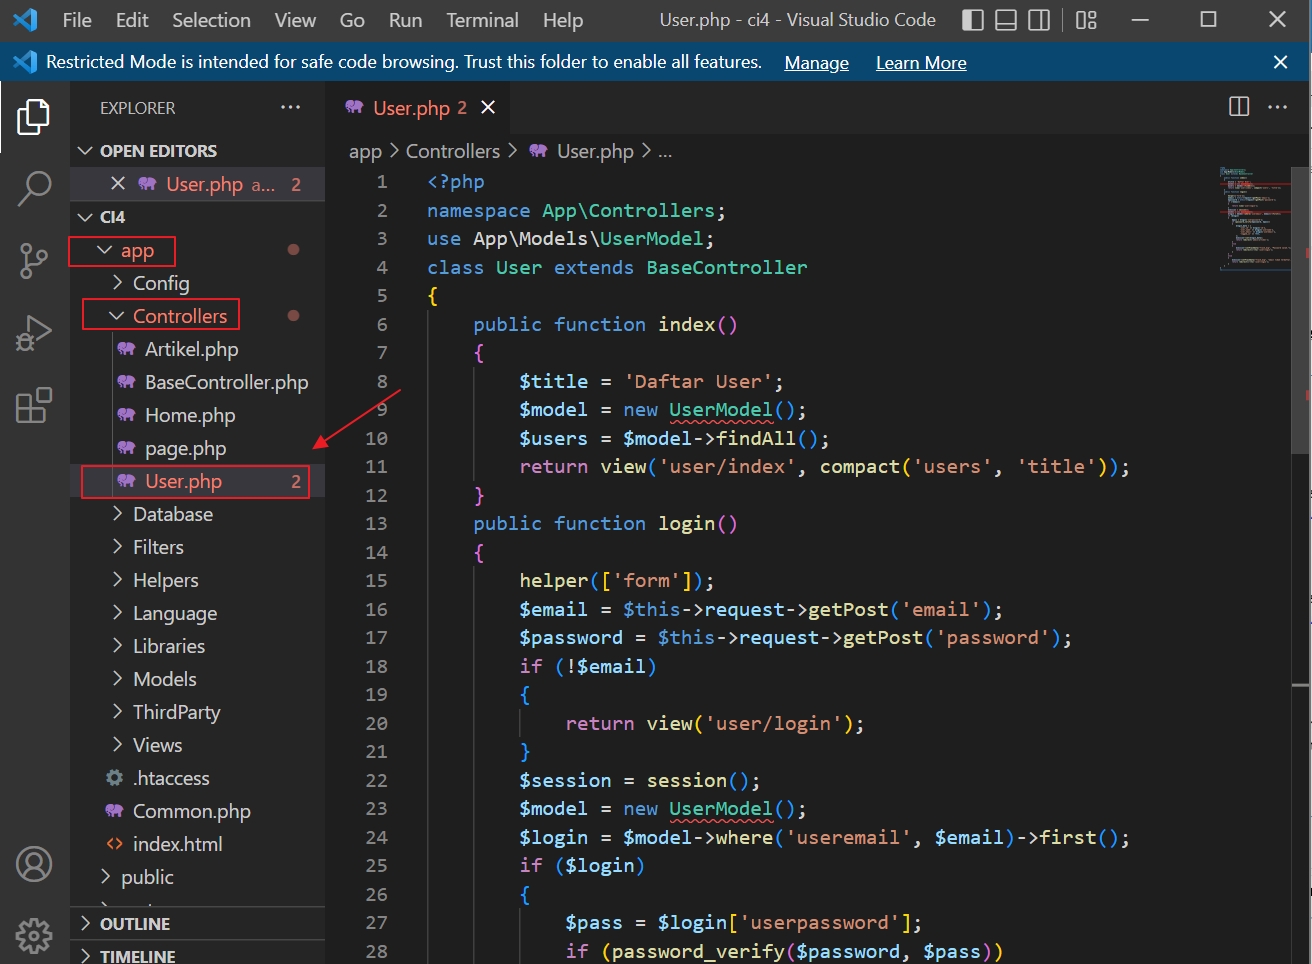 File Edit Selection View Go Run Terminal Help User.php - ci4 - Visual Studio Code
Restricted Mode is intended for safe code browsing. Trust this folder to enable all features. Manage Learn More
EXPLORER
OPEN EDITORS
User.php a... 2
CI4
app
Config
Controllers
Artikel.php
BaseController.php
Home.php
page.php
User.php 2
Database
Filters
Helpers
Language
Libraries
Models
ThirdParty
Views
.htaccess
Common.php
index.html
public
OUTLINE
TIMELINE
User.php 2
app > Controllers > User.php > ...
1 <?php
2 namespace App\Controllers;
3 use App\Models\UserModel;
4 class User extends BaseController
5 {
6 public function index()
7 {
8 $title = 'Daftar User';
9 $model = new UserModel();
10 $users = $model->findAll();
11 return view('user/index', compact('users', 'title'));
12 }
13 public function login()
14 {
15 helper(['form']);
16 $email = $this->request->getPost('email');
17 $password = $this->request->getPost('password');
18 if (!$email)
19 {
20 return view('user/login');
21 }
22 $session = session();
23 $model = new UserModel();
24 $login = $model->where('useremail', $email)->first();
25 if ($login)
26 {
27 $pass = $login['userpassword'];
28 if (password_verify($password, $pass))